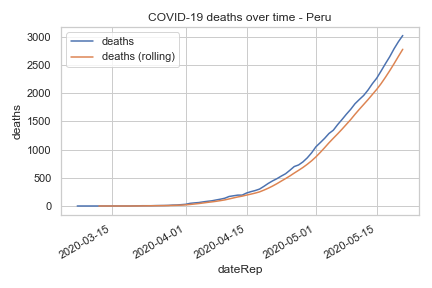 COVID-19 deaths over time - Peru
deaths
deaths (rolling)
deaths
3000
2500
2000
1500
1000
500
0
2020-03-15
2020-04-01
2020-04-15
2020-05-01
2020-05-15
dateRep